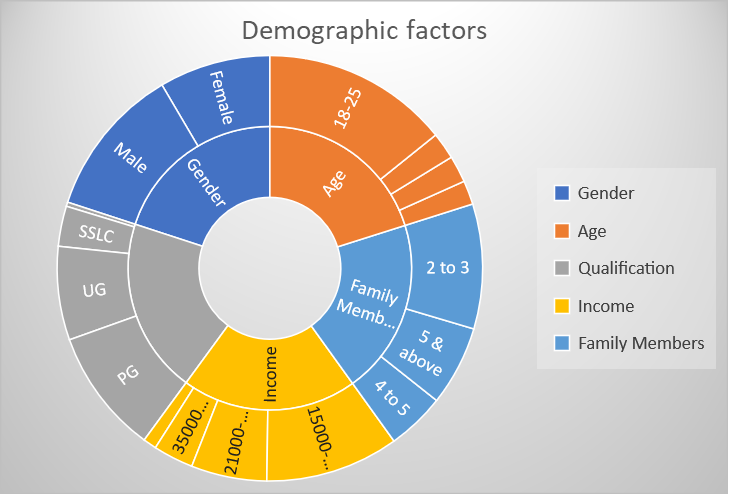 Demographic factors
Female
Male
Gender
18-25
Age
2 to 3
Family
Memb...
5 &
above
4 to 5
Income
15000-...
21000-...
35000...
PG
UG
SSLC
Gender
Age
Qualification
Income
Family Members